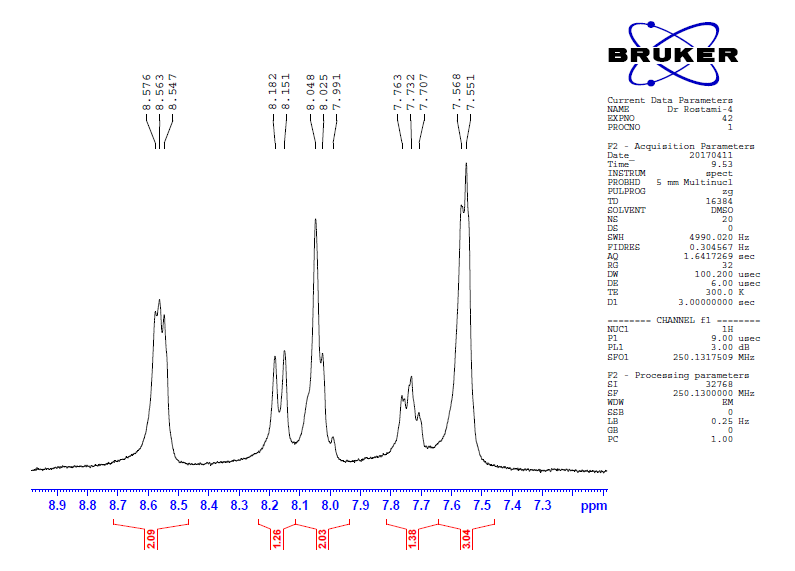 8.576
8.563
8.547
8.182
8.151
8.048
8.025
7.991
7.763
7.732
7.707
7.568
7.551
BRUKER
Current Data Parameters
NAME Dr Rostami-4
EXPNO 42
PROCNO 1
F2 - Acquisition Parameters
Date_ 20170411
Time 9.53
INSTRUM spect
PROBHD 5 mm Multinucl
PULPROG zg
TD 16384
SOLVENT DMSO
NS 20
DS 0
SWH 4990.020 Hz
FIDRES 0.304567 Hz
AQ 1.6417269 sec
RG 32
DW 100.200 usec
DE 6.00 usec
TE 300.0 K
D1 3.00000000 sec
======== CHANNEL f1 ========
NUC1 1H
P1 9.00 usec
PL1 3.00 dB
SFO1 250.1317509 MHz
F2 - Processing parameters
SI 32768
SF 250.1300000 MHz
WDW EM
SSB 0
LB 0.25 Hz
GB 0
PC 1.00
8.9 8.8 8.7 8.6 8.5 8.4 8.3 8.2 8.1 8.0 7.9 7.8 7.7 7.6 7.5 7.4 7.3 ppm
2.09
1.26
2.03
1.38
3.04